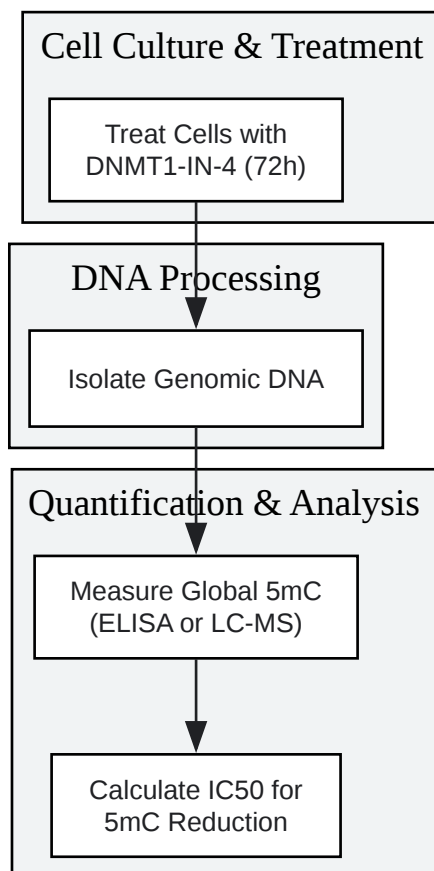 Cell Culture & Treatment
Treat Cells with
DNMT1-IN-4 (72h)
DNA Processing
Isolate Genomic DNA
Quantification & Analysis
Measure Global 5mC
(ELISA or LC-MS)
Calculate IC50 for
5mC Reduction